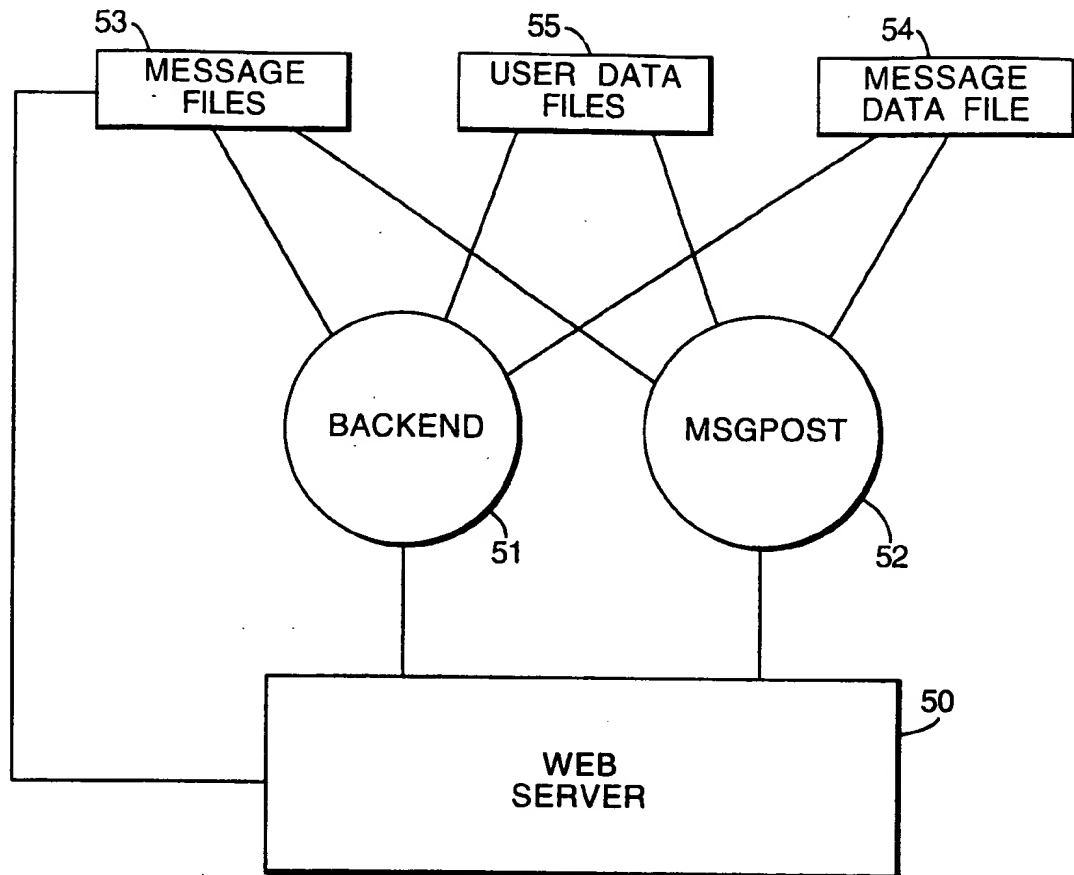 53
MESSAGE
FILES
55
USER DATA
FILES
54
MESSAGE
DATA FILE
BACKEND
51
MSGPOST
52
50
WEB
SERVER